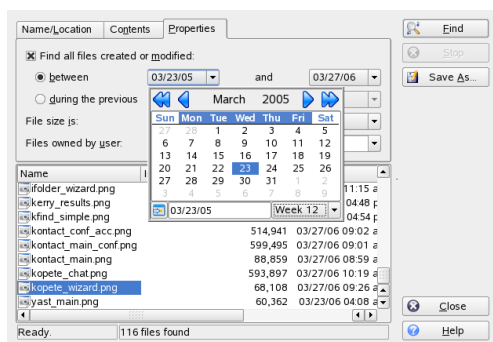 Name/Location Contents Properties
Find
Find all files created or modified:
Stop
between 03/23/05 and 03/27/06
Save As...
during the previous
March 2005
File size is:
Sun Mon Tue Wed Thu Fri Sat
27 28 1 2 3 4 5
Files owned by user:
6 7 8 9 10 11 12
13 14 15 16 17 18 19
20 21 22 23 24 25 26
Name
27 28 29 30 31 1 2
3 4 5 6 7 8 9
03/23/05 Week 12
ifolder_wizard.png 11:15 a
kerry_results.png 04:48 p
kfind_simple.png 04:54 p
kontact_conf_acc.png 514,941 03/27/06 09:02 a
kontact_main_conf.png 599,495 03/27/06 09:01 a
kontact_main.png 88,859 03/27/06 08:59 a
kopete_chat.png 593,897 03/27/06 10:19 a
kopete_wizard.png 68,108 03/27/06 09:26 a
yast_main.png 60,362 03/23/06 04:08 a
Close
Ready. 116 files found
Help